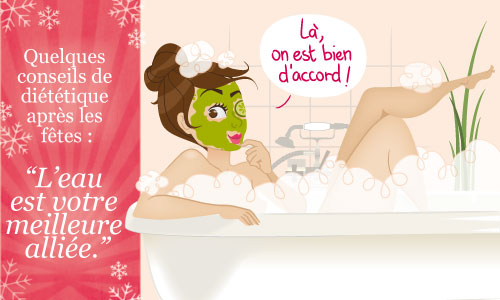 Quelques
conseils de
diététique
après les
fêtes :
“L’eau
est votre
meilleure
alliée.”
Là,
on est bien
d'accord !